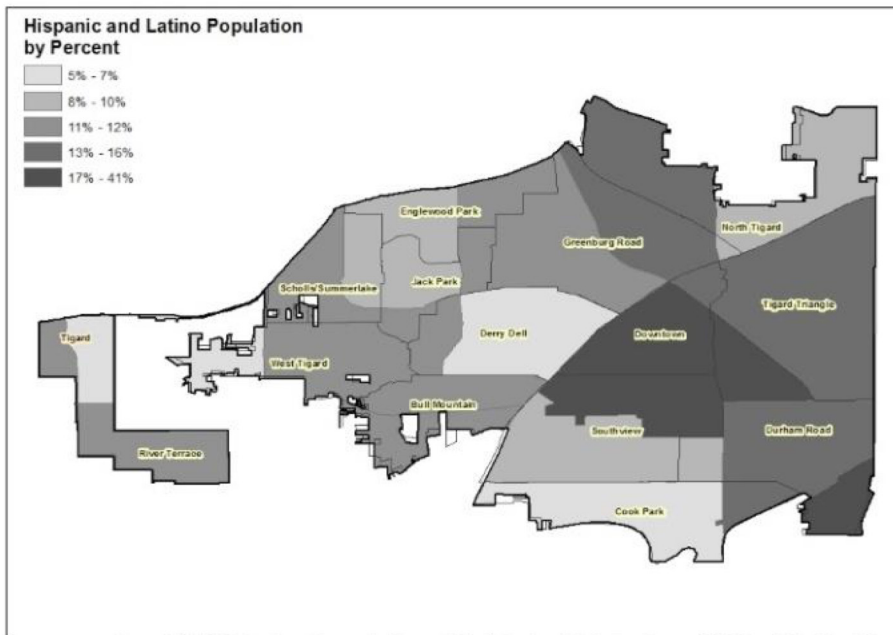 Hispanic and Latino Population
by Percent
5% - 7%
8% - 10%
11% - 12%
13% - 16%
17% - 41%
Englewood Park
North Tigard
Greenburg Road
Scholls/Summerlake
Jack Park
Tigard Triangle
Tigard
Derry Dell
Downtown
West Tigard
Bull Mountain
Southview
Durham Road
River Terrace
Cook Park